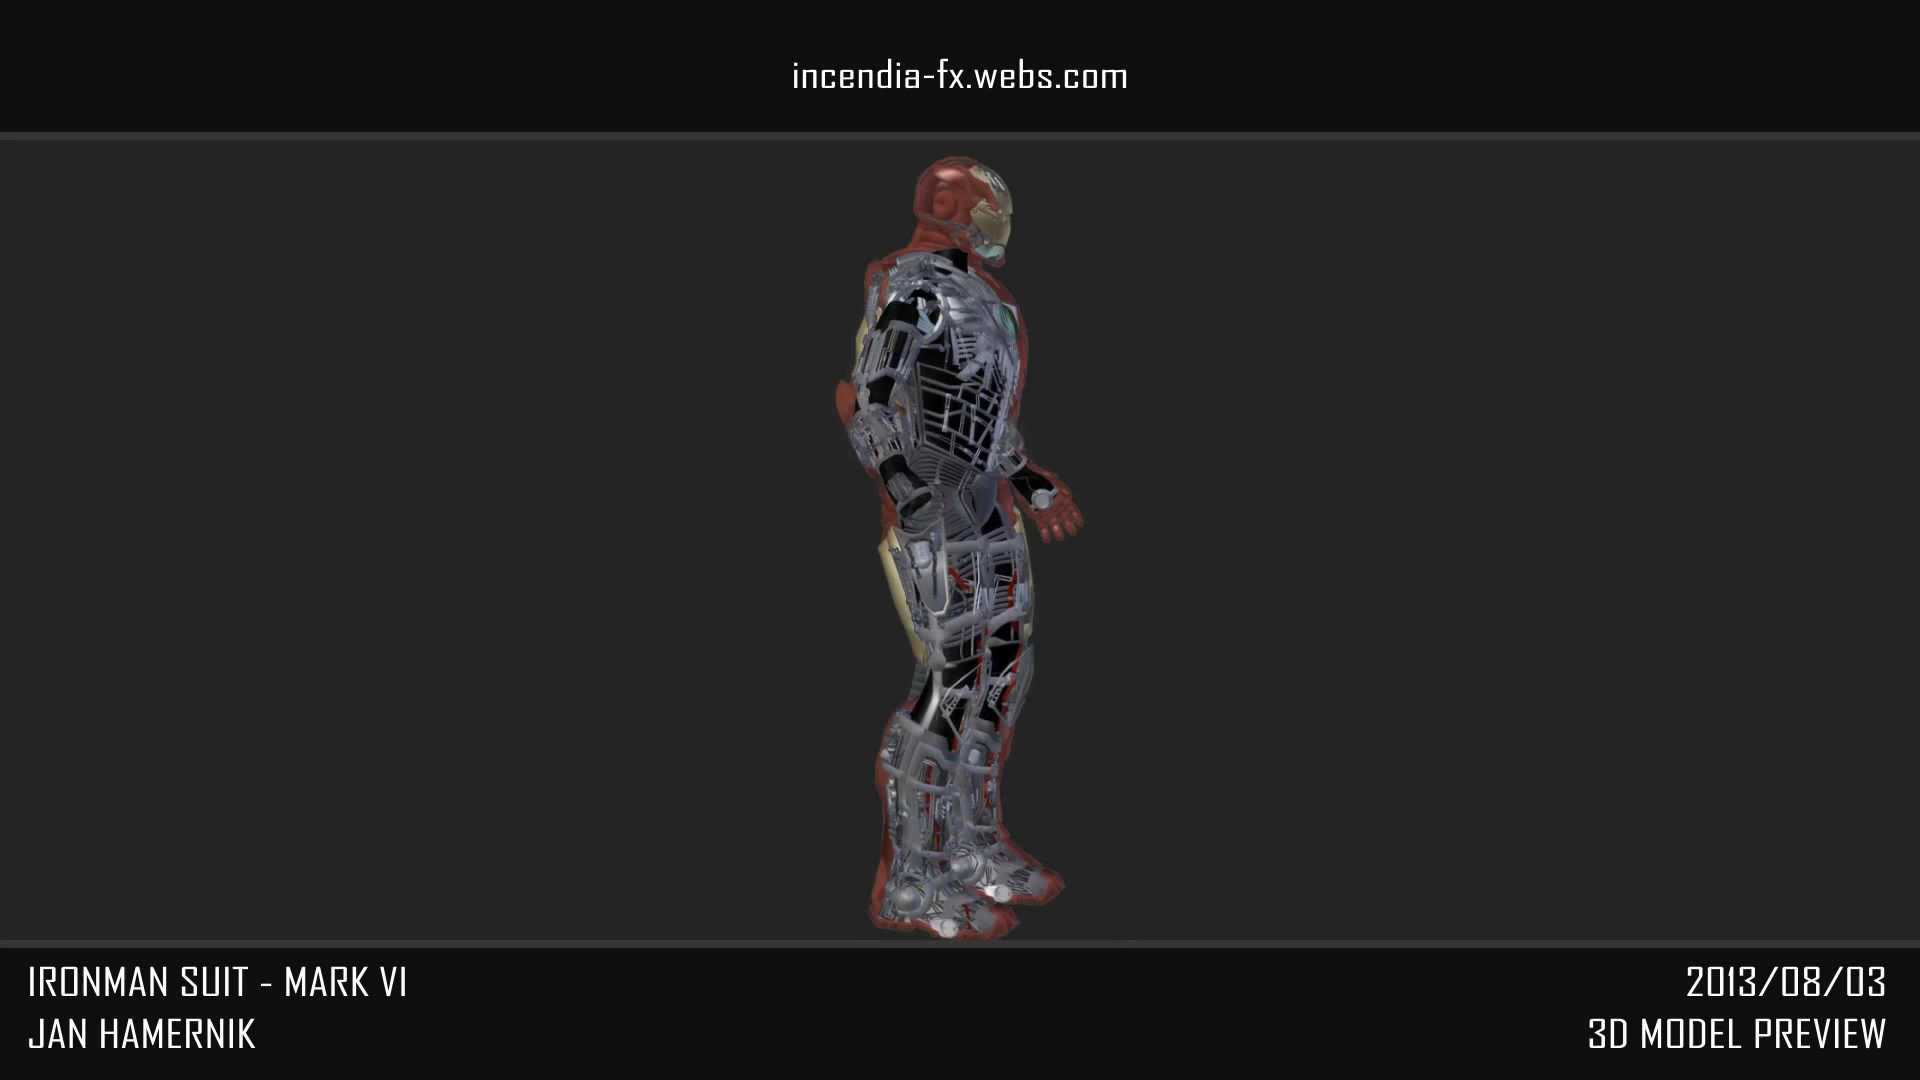 incendia-fx.webs.com
IRONMAN SUIT - MARK VI
JAN HAMERNIK
2013/08/03
3D MODEL PREVIEW